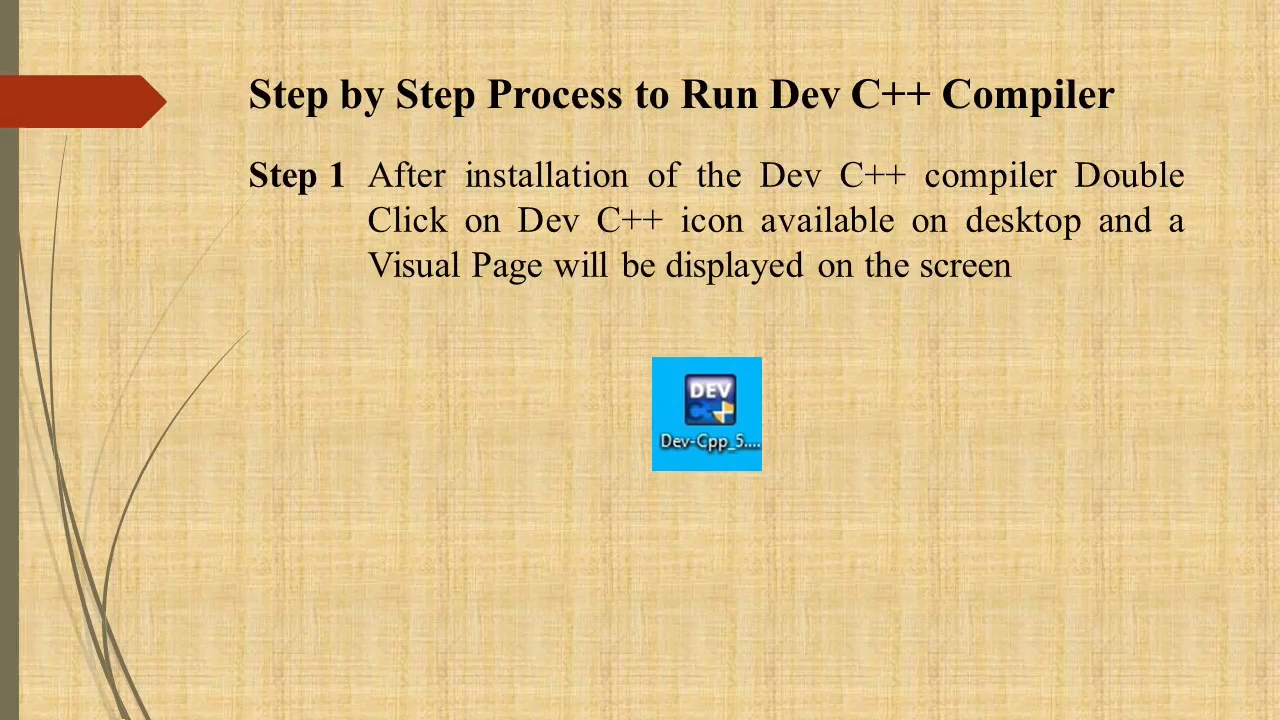 Step by Step Process to Run Dev C++ Compiler
Step 1 After installation of the Dev C++ compiler Double
Click on Dev C++ icon available on desktop and a
Visual Page will be displayed on the screen
DEV
C++
Dev-Cpp_5....